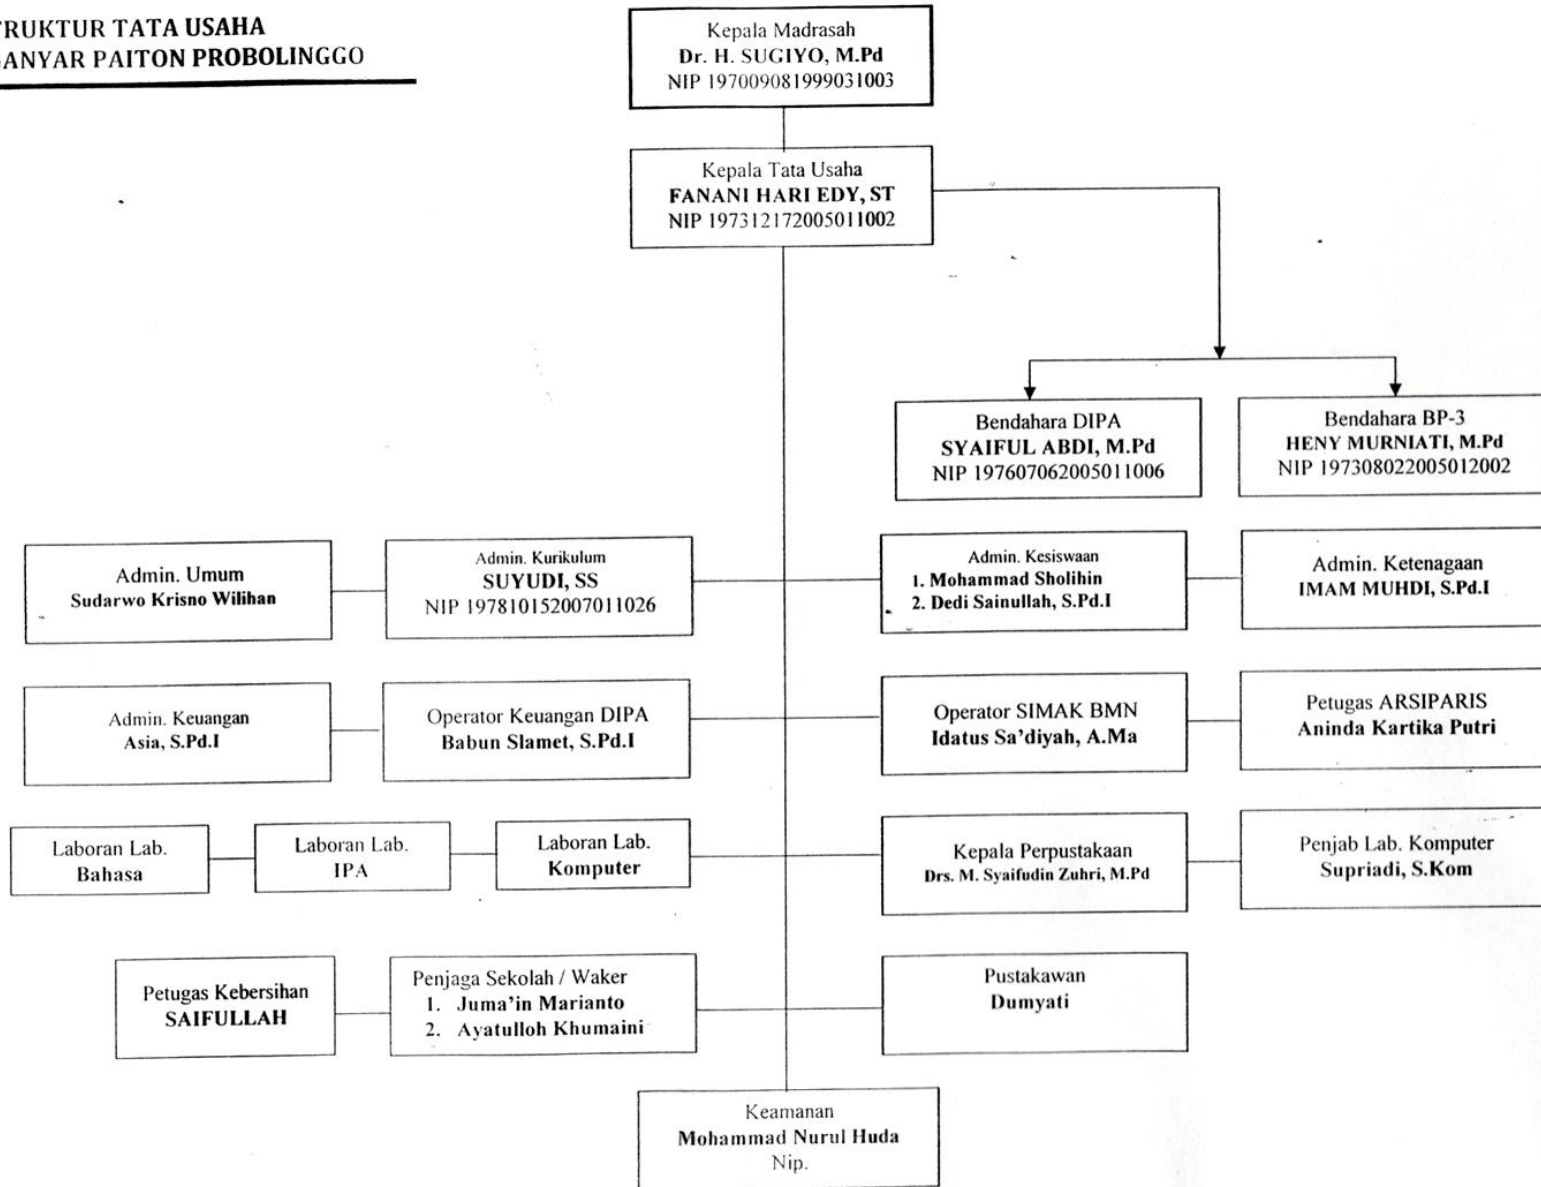 TRUKTUR TATA USAHA
GANYAR PAITON PROBOLINGGO
Kepala Madrasah
Dr. H. SUGIYO, M.Pd
NIP 197009081999031003
Kepala Tata Usaha
FANANI HARI EDY, ST
NIP 197312172005011002
Bendahara DIPA
SYAIFUL ABDI, M.Pd
NIP 197607062005011006
Bendahara BP-3
HENY MURNIATI, M.Pd
NIP 197308022005012002
Admin. Umum
Sudarwo Krisno Wilihan
Admin. Kurikulum
SUYUDI, SS
NIP 197810152007011026
Admin. Kesiswaan
1. Mohammad Sholihin
2. Dedi Sainullah, S.Pd.I
Admin. Ketenagaan
IMAM MUHDI, S.Pd.I
Admin. Keuangan
Asia, S.Pd.I
Operator Keuangan DIPA
Babun Slamet, S.Pd.I
Operator SIMAK BMN
Idatus Sa'diyah, A.Ma
Petugas ARSIPARIS
Aninda Kartika Putri
Laboran Lab.
Bahasa
Laboran Lab.
IPA
Laboran Lab.
Komputer
Kepala Perpustakaan
Drs. M. Syaifudin Zuhri, M.Pd
Penjab Lab. Komputer
Supriadi, S.Kom
Petugas Kebersihan
SAIFULLAH
Penjaga Sekolah / Waker
1. Juma'in Marianto
2. Ayatulloh Khumaini
Pustakawan
Dumyati
Keamanan
Mohammad Nurul Huda
Nip.